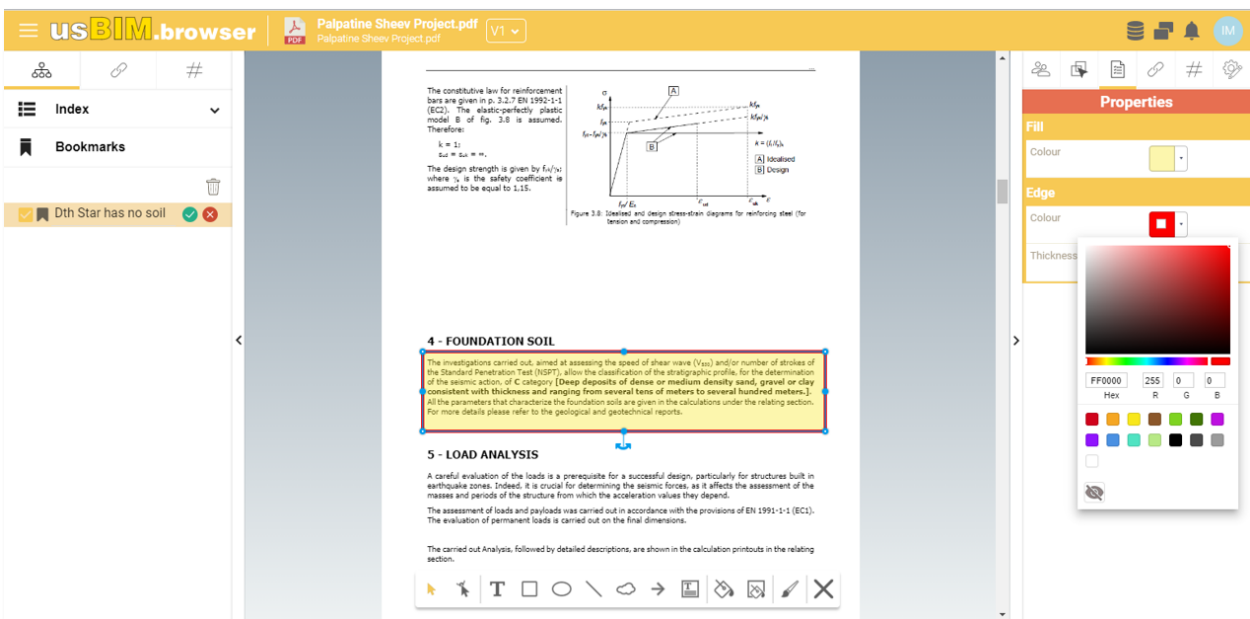 usBIM.browser
PDF
Palpatine Sheev Project.pdf
Palpatine Sheev Project.pdf
V1
IM
Index
Bookmarks
Dth Star has no soil
The constitutive law for reinforcement
bars are given in p. 3.2.7 EN 1992-1-1
(EC2). The elastic-perfectly plastic
model B of fig. 3.8 is assumed.
Therefore:
k = 1;
The design strength is given by fyk/γs:
where γs is the safety coefficient is
assumed to be equal to 1,15.
σ
A
B
A Idealised
B Design
ε
Figure 3.8: Idealised and design stress-strain diagrams for reinforcing steel (for
tension and compression)
4 - FOUNDATION SOIL
The investigations carried out, aimed at assessing the speed of shear wave (VS30) and/or number of strokes of
the Standard Penetration Test (NSPT), allow the classification of the stratigraphic profile, for the determination
of the seismic action, of C category [Deep deposits of dense or medium density sand, gravel or clay
consistent with thickness and ranging from several tens of meters to several hundred meters.].
All the parameters that characterize the foundation soils are given in the calculations under the relating section.
For more details please refer to the geological and geotechnical reports.
5 - LOAD ANALYSIS
A careful evaluation of the loads is a prerequisite for a successful design, particularly for structures built in
earthquake zones. Indeed, it is crucial for determining the seismic forces, as it affects the assessment of the
masses and periods of the structure from which the acceleration values they depend.
The assessment of loads and payloads was carried out in accordance with the provisions of EN 1991-1-1 (EC1).
The evaluation of permanent loads is carried out on the final dimensions.
The carried out Analysis, followed by detailed descriptions, are shown in the calculation printouts in the relating
section.
T
Properties
Fill
Colour
Edge
Colour
Thickness
FF0000 255 0 0
Hex R G B